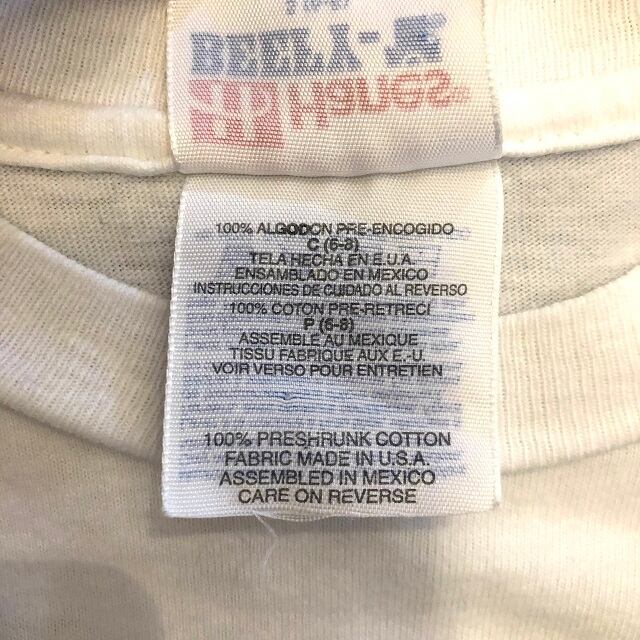 BEEFY-T.
Hanes®
100% ALGODON PRE-ENCOGIDO
C (6-8)
TELA HECHA EN E.U.A.
ENSAMBLADO EN MEXICO
INSTRUCCIONES DE CUIDADO AL REVERSO
100% COTON PRE-RETRECI
P (6-8)
ASSEMBLE AU MEXIQUE
TISSU FABRIQUE AUX E.-U.
VOIR VERSO POUR ENTRETIEN
100% PRESHRUNK COTTON
FABRIC MADE IN U.S.A.
ASSEMBLED IN MEXICO
CARE ON REVERSE